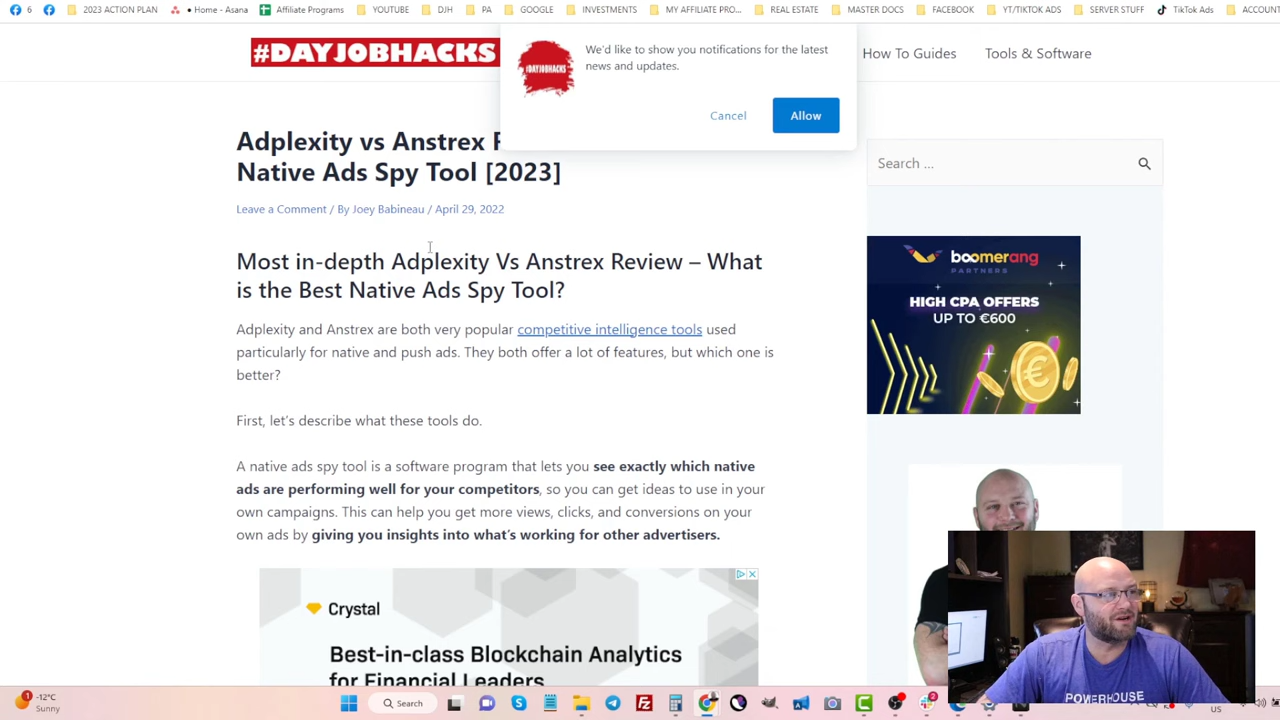 6
2023 ACTION PLAN
Home - Asana
Affiliate Programs
YOUTUBE
DJH
PA
GOOGLE
INVESTMENTS
MY AFFILIATE PRO...
REAL ESTATE
MASTER DOCS
FACEBOOK
YT/TIKTOK ADS
SERVER STUFF
TikTok Ads
ACCOUNT
#DAYJOBHACKS
#DAYJOBHACKS
We'd like to show you notifications for the latest
news and updates.
Cancel
Allow
How To Guides
Tools & Software
Adplexity vs Anstrex
Native Ads Spy Tool [2023]
Leave a Comment / By Joey Babineau / April 29, 2022
Search ...
Most in-depth Adplexity Vs Anstrex Review – What
is the Best Native Ads Spy Tool?
Adplexity and Anstrex are both very popular competitive intelligence tools used
particularly for native and push ads. They both offer a lot of features, but which one is
better?
First, let's describe what these tools do.
A native ads spy tool is a software program that lets you see exactly which native
ads are performing well for your competitors, so you can get ideas to use in your
own campaigns. This can help you get more views, clicks, and conversions on your
own ads by giving you insights into what's working for other advertisers.
boomerang
PARTNERS
HIGH CPA OFFERS
UP TO €600
Crystal
Best-in-class Blockchain Analytics
for Financial Leaders
POWERHOUSE
1
-12°C
Sunny
Search
2
US